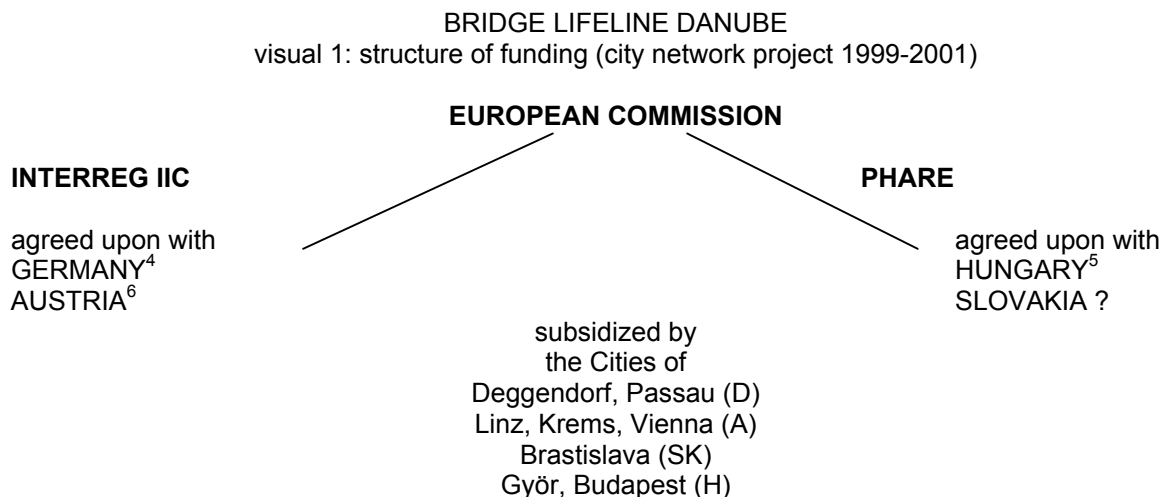 BRIDGE LIFELINE DANUBE
visual 1: structure of funding (city network project 1999-2001)
EUROPEAN COMMISSION
INTERREG IIC
PHARE
agreed upon with
GERMANY⁴
AUSTRIA⁶
agreed upon with
HUNGARY⁵
SLOVAKIA ?
subsidized by
the Cities of
Deggendorf, Passau (D)
Linz, Krems, Vienna (A)
Brastislava (SK)
Györ, Budapest (H)